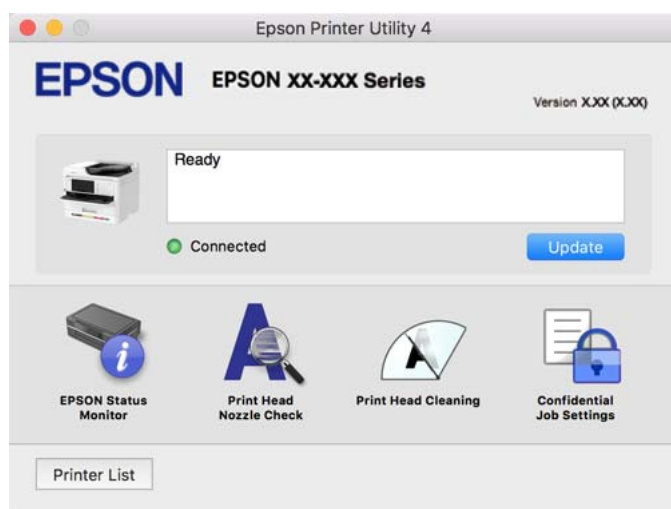 Epson Printer Utility 4
EPSON
EPSON XX-XXX Series
Version X.XX (X.XX)
Ready
Connected
Update
EPSON Status
Monitor
Print Head
Nozzle Check
Print Head Cleaning
Confidential
Job Settings
Printer List